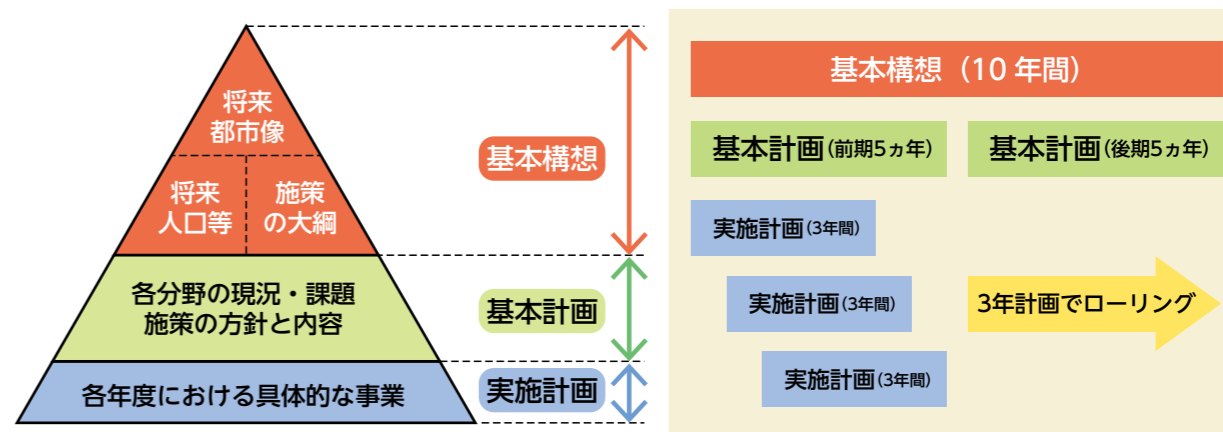 将来
都市像
将来
人口等
施策
の大綱
各分野の現況・課題
施策の方針と内容
各年度における具体的な事業
基本構想
基本計画
実施計画
基本構想（10年間）
基本計画(前期5ヵ年)
基本計画(後期5ヵ年)
実施計画(3年間)
実施計画(3年間)
3年計画でローリング
実施計画(3年間)